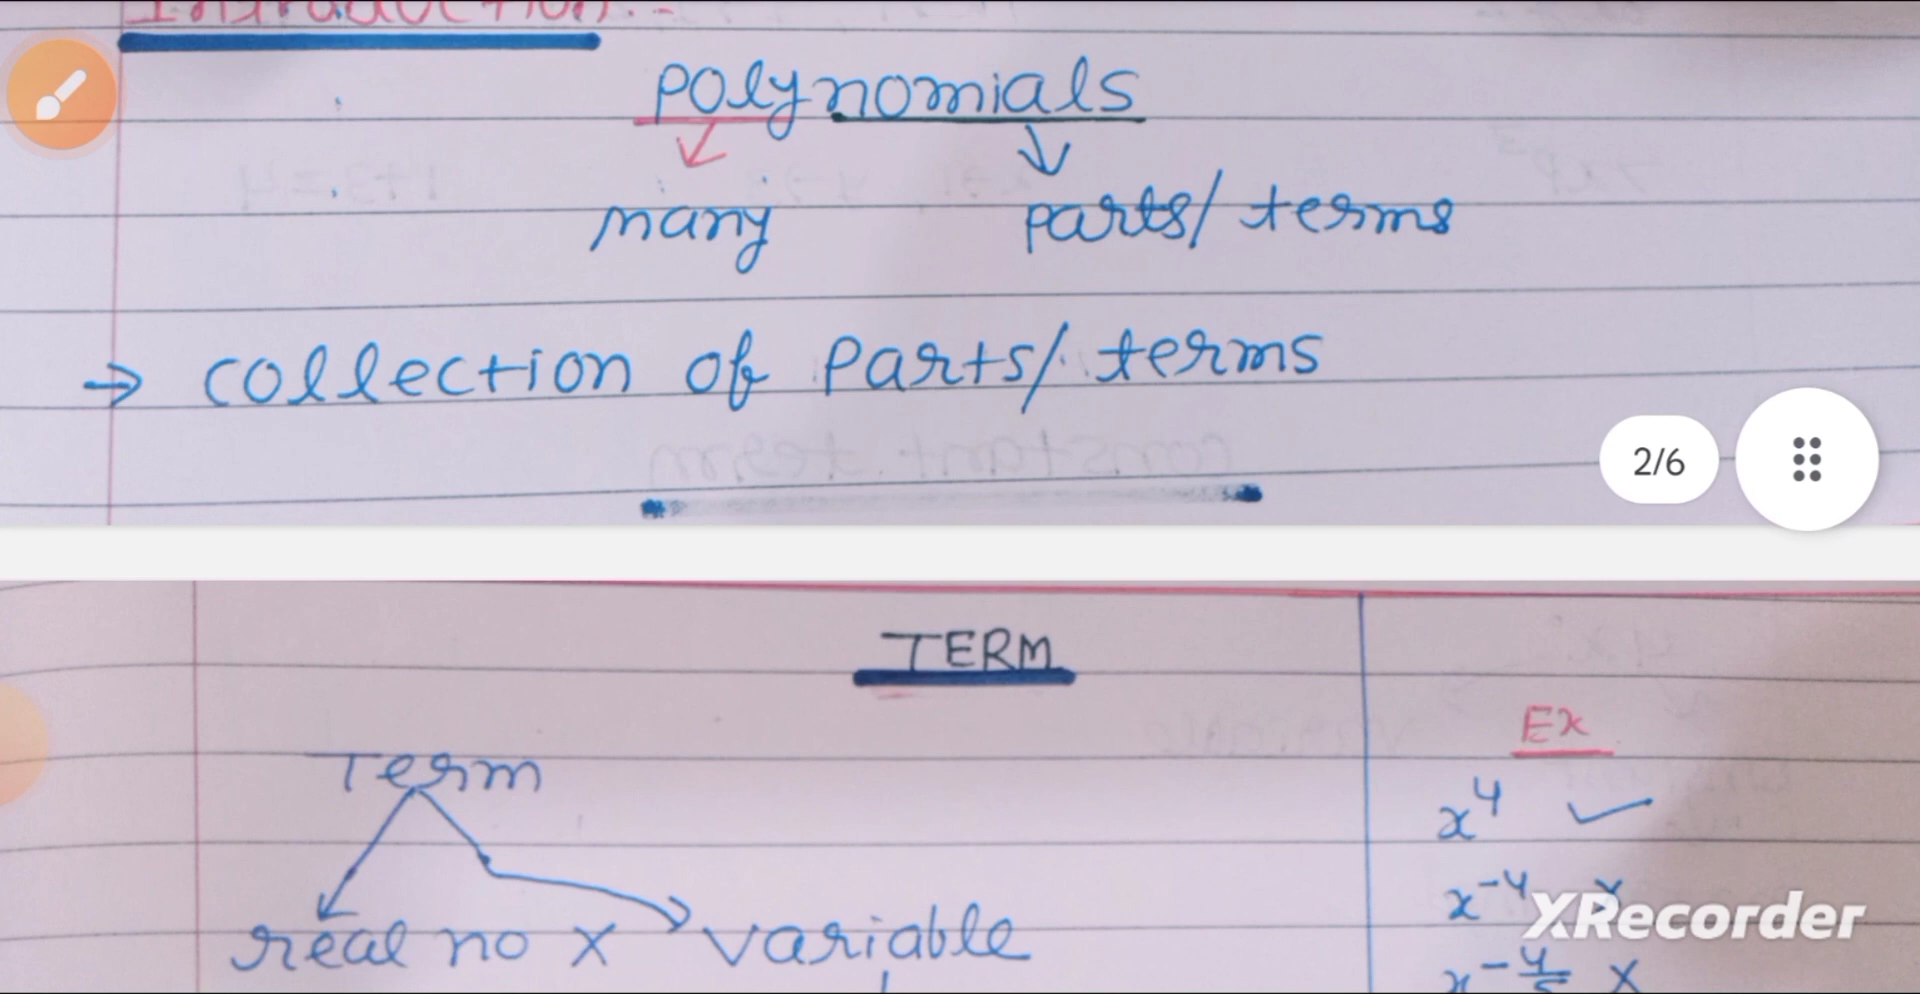 Introduction :-
Polynomials
many parts/ terms
→ collection of Parts/ terms
2/6
TERM
Ex
Term
x⁴ ✓
x⁻⁴ x
real no x variable
XRecorder